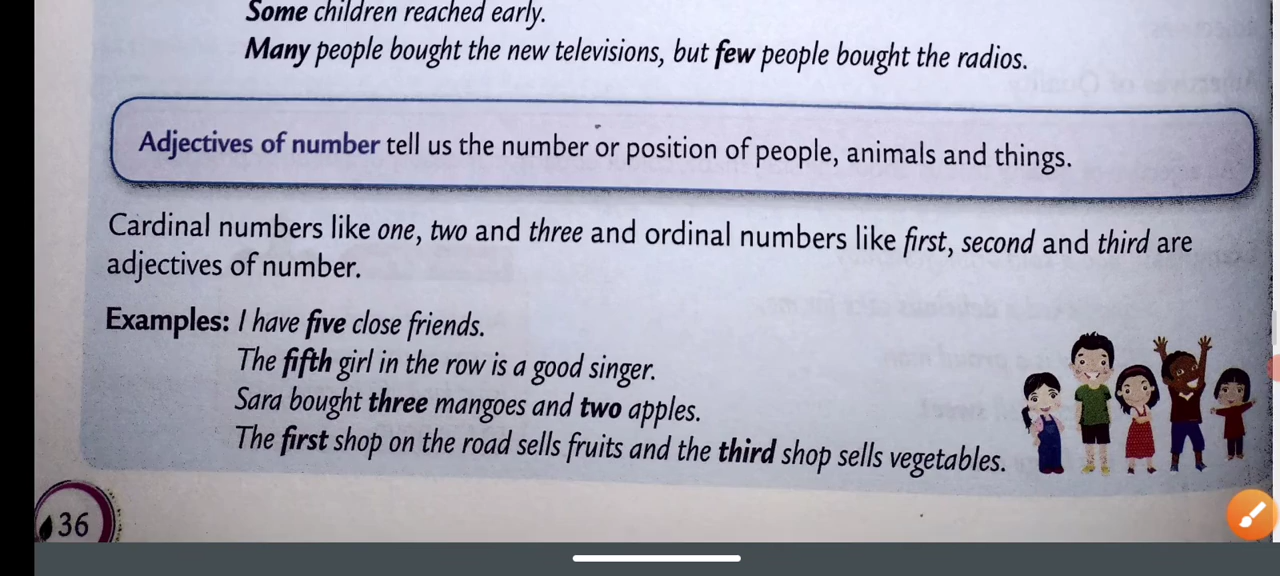 Some children reached early.
Many people bought the new televisions, but few people bought the radios.
Adjectives of number tell us the number or position of people, animals and things.
Cardinal numbers like one, two and three and ordinal numbers like first, second and third are
adjectives of number.
Examples: I have five close friends.
The fifth girl in the row is a good singer.
Sara bought three mangoes and two apples.
The first shop on the road sells fruits and the third shop sells vegetables.
36